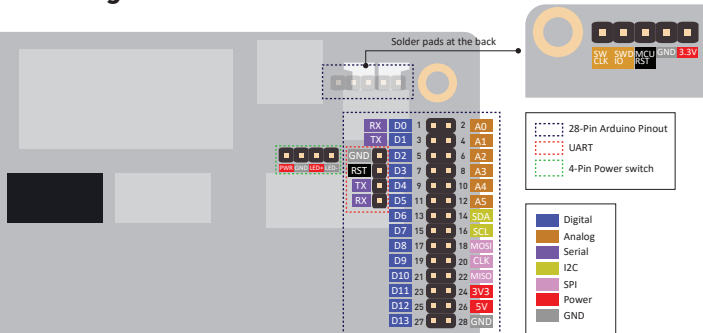 Solder pads at the back
SW CLK
SWD IO
MCU RST
GND
3.3V
28-Pin Arduino Pinout
UART
4-Pin Power switch
PWR GND LED+ LED-
GND
RST
TX
RX
RX D0 1 2 A0
TX D1 3 4 A1
D2 5 6 A2
D3 7 8 A3
D4 9 10 A4
D5 11 12 A5
D6 13 14 SDA
D7 15 16 SCL
D8 17 18 MOSI
D9 19 20 CLK
D10 21 22 MISO
D11 23 24 3V3
D12 25 26 5V
D13 27 28 GND
Digital
Analog
Serial
I2C
SPI
Power
GND